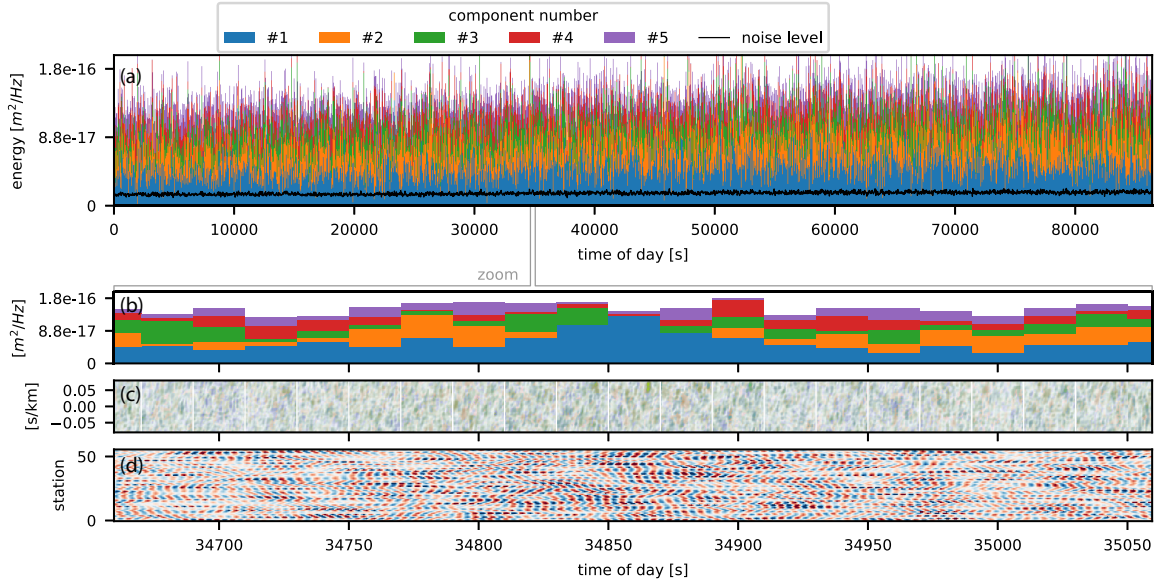 component number
#1 #2 #3 #4 #5 noise level
(a)
energy [m²/Hz]
1.8e-16
8.8e-17
0
0 10000 20000 30000 40000 50000 60000 70000 80000
time of day [s]
zoom
(b)
[m²/Hz]
1.8e-16
8.8e-17
0
(c)
[s/km]
0.05
0.00
−0.05
(d)
station
50
0
34700 34750 34800 34850 34900 34950 35000 35050
time of day [s]